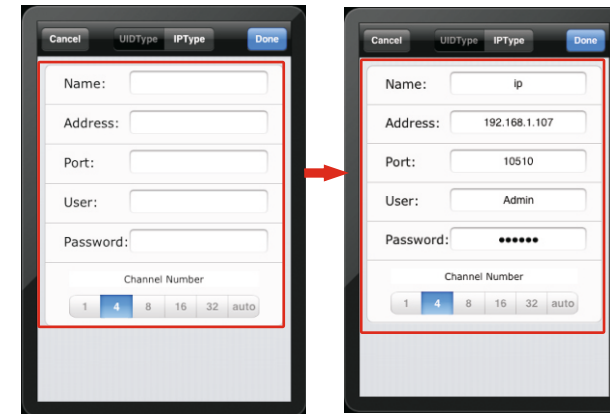 Cancel UIDType IPType Done
Name:
Address:
Port:
User:
Password:
Channel Number
1 4 8 16 32 auto
Cancel UIDType IPType Done
Name: ip
Address: 192.168.1.107
Port: 10510
User: Admin
Password: ••••••
Channel Number
1 4 8 16 32 auto